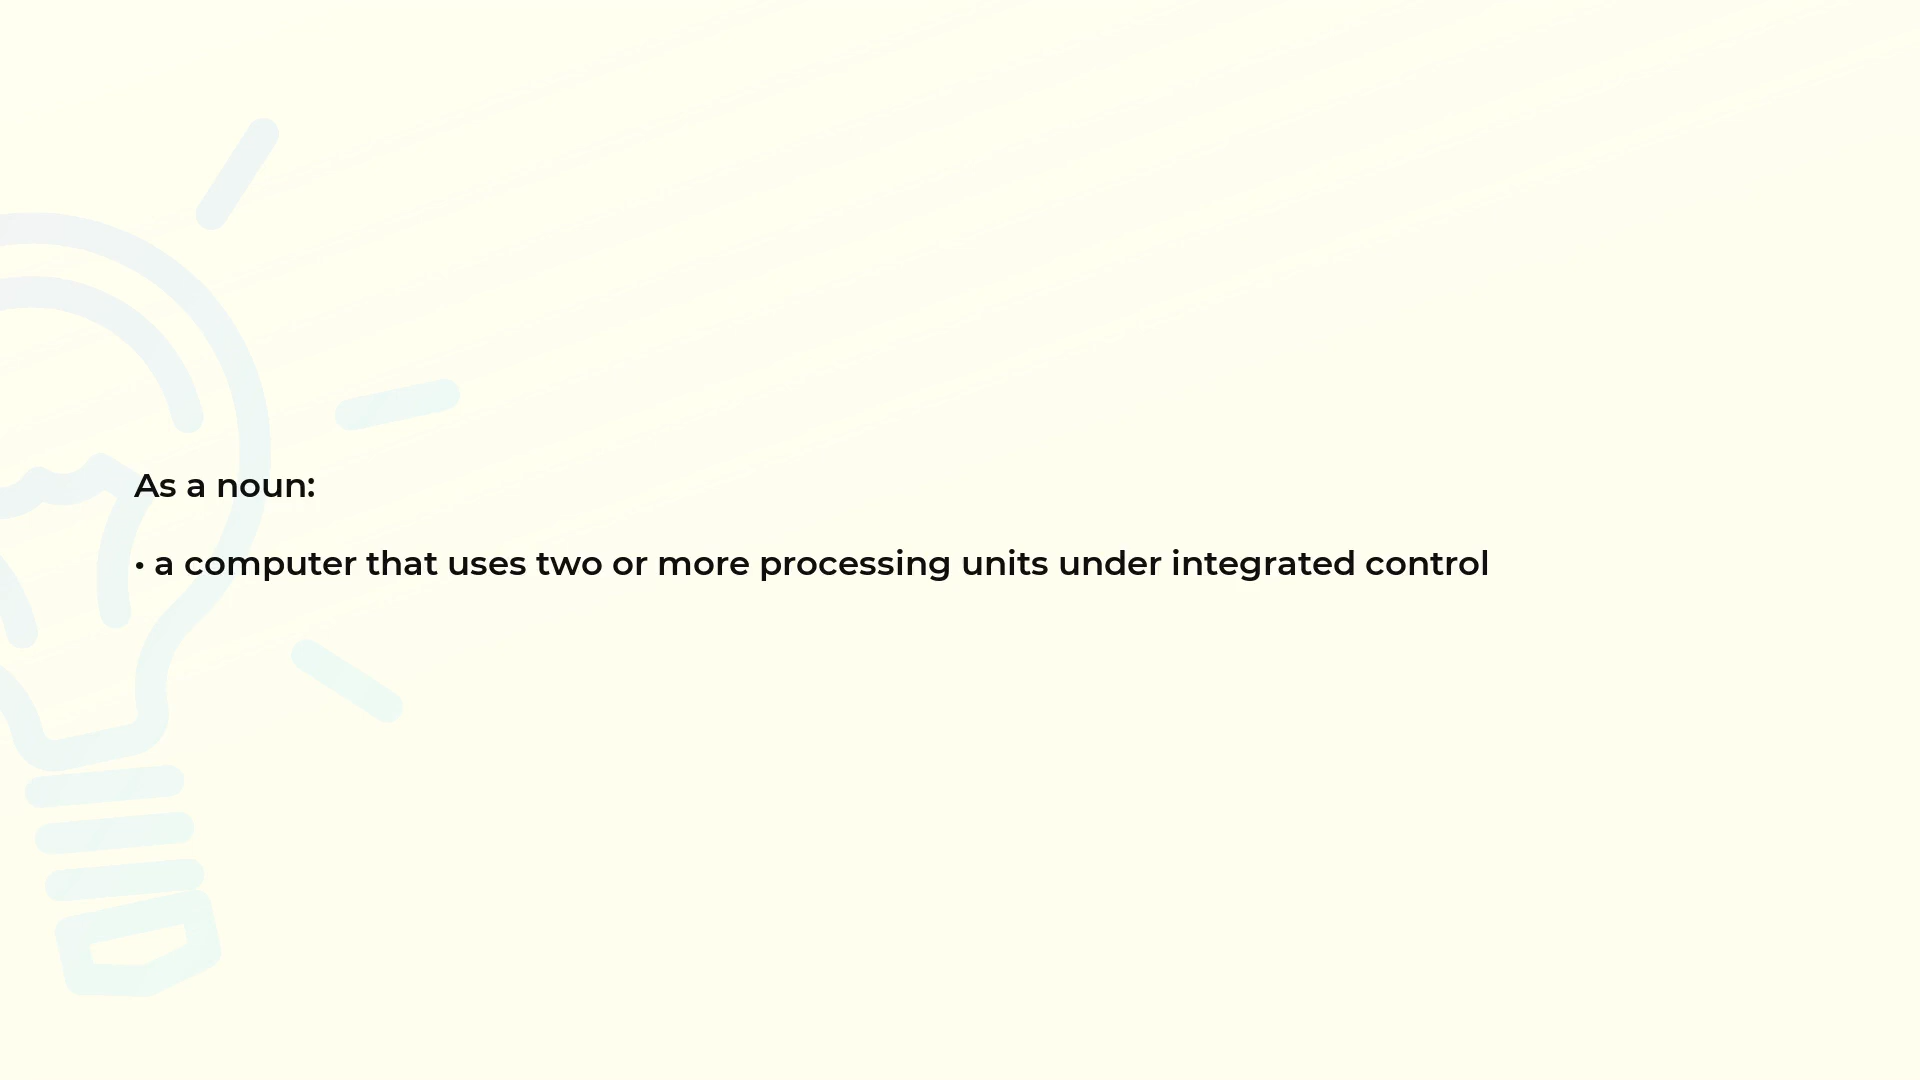 As a noun:
• a computer that uses two or more processing units under integrated control